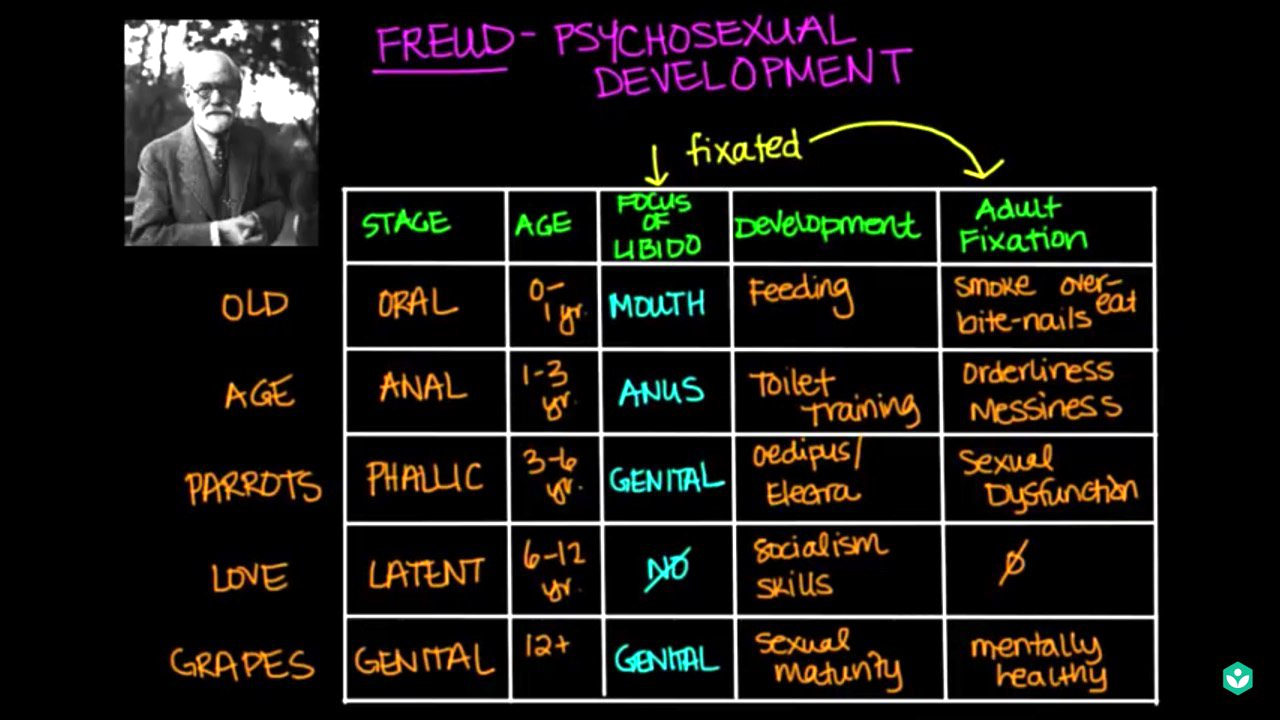 FREUD - PSYCHOSEXUAL
DEVELOPMENT
fixated
STAGE
AGE
FOCUS
OF
LIBIDO
Development
Adult
Fixation
OLD
ORAL
0-
1 yr.
MOUTH
Feeding
smoke over-
eat
bite-nails
AGE
ANAL
1-3
yr.
ANUS
Toilet
Training
Orderliness
Messiness
PARROTS
PHALLIC
3-6
yr.
GENITAL
Oedipus/
Electra
Sexual
Dysfunction
LOVE
LATENT
6-12
yr.
NO
Socialism
skills
Ø
GRAPES
GENITAL
12+
GENITAL
sexual
maturity
mentally
healthy